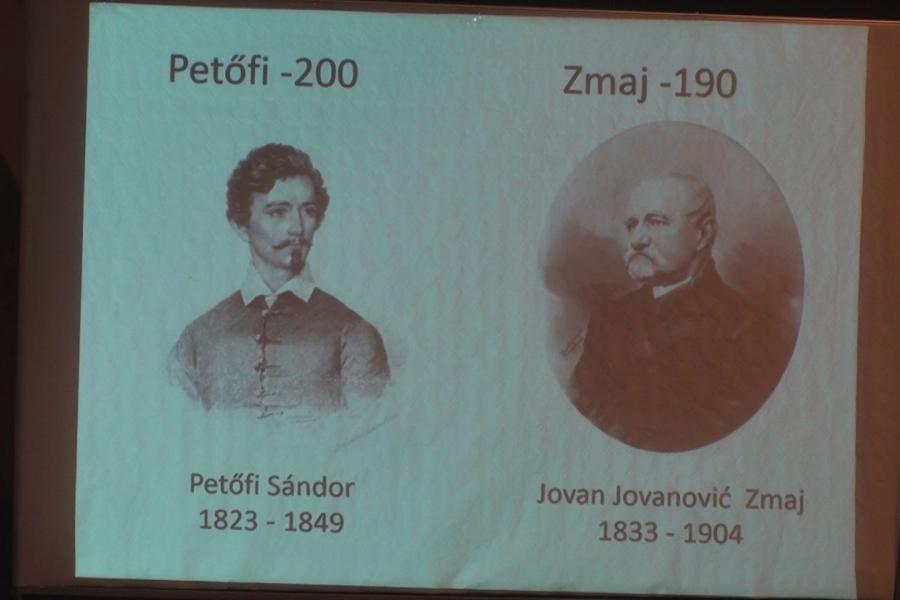 Petőfi -200
Zmaj -190
Petőfi Sándor
1823 - 1849
Jovan Jovanović Zmaj
1833 - 1904